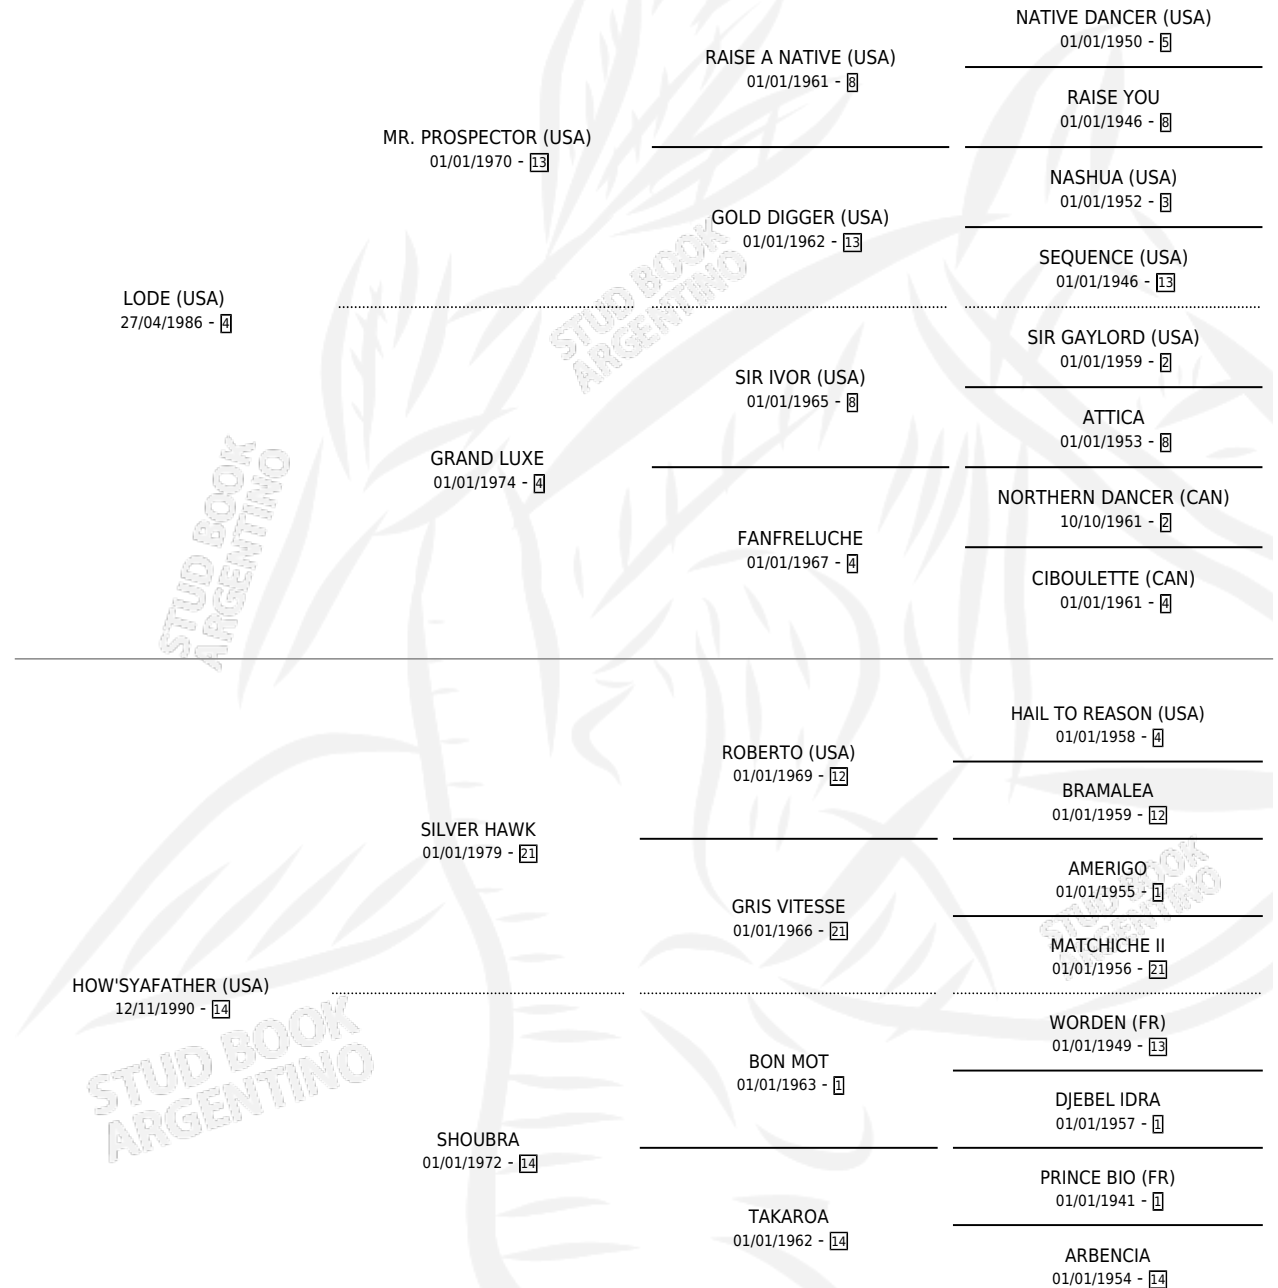 NATIVE DANCER (USA)
01/01/1950 - 5
RAISE A NATIVE (USA)
01/01/1961 - 8
RAISE YOU
01/01/1946 - 8
MR. PROSPECTOR (USA)
01/01/1970 - 13
NASHUA (USA)
01/01/1952 - 3
GOLD DIGGER (USA)
01/01/1962 - 13
SEQUENCE (USA)
01/01/1946 - 13
LODE (USA)
27/04/1986 - 4
STUD BOOK
ARGENTINO
SIR GAYLORD (USA)
01/01/1959 - 2
SIR IVOR (USA)
01/01/1965 - 8
ATTICA
01/01/1953 - 8
GRAND LUXE
01/01/1974 - 4
STUD BOOK
ARGENTINO
NORTHERN DANCER (CAN)
10/10/1961 - 2
FANFRELUCHE
01/01/1967 - 4
CIBOULETTE (CAN)
01/01/1961 - 4
HAIL TO REASON (USA)
01/01/1958 - 4
ROBERTO (USA)
01/01/1969 - 12
BRAMALEA
01/01/1959 - 12
SILVER HAWK
01/01/1979 - 21
AMERIGO
01/01/1955 - 1
STUD BOOK
ARGENTINO
GRIS VITESSE
01/01/1966 - 21
MATCHICHE II
01/01/1956 - 21
HOW'SYAFATHER (USA)
12/11/1990 - 14
STUD BOOK
ARGENTINO
WORDEN (FR)
01/01/1949 - 13
BON MOT
01/01/1963 - 1
DJEBEL IDRA
01/01/1957 - 1
SHOUBRA
01/01/1972 - 14
PRINCE BIO (FR)
01/01/1941 - 1
TAKAROA
01/01/1962 - 14
ARBENCIA
01/01/1954 - 14